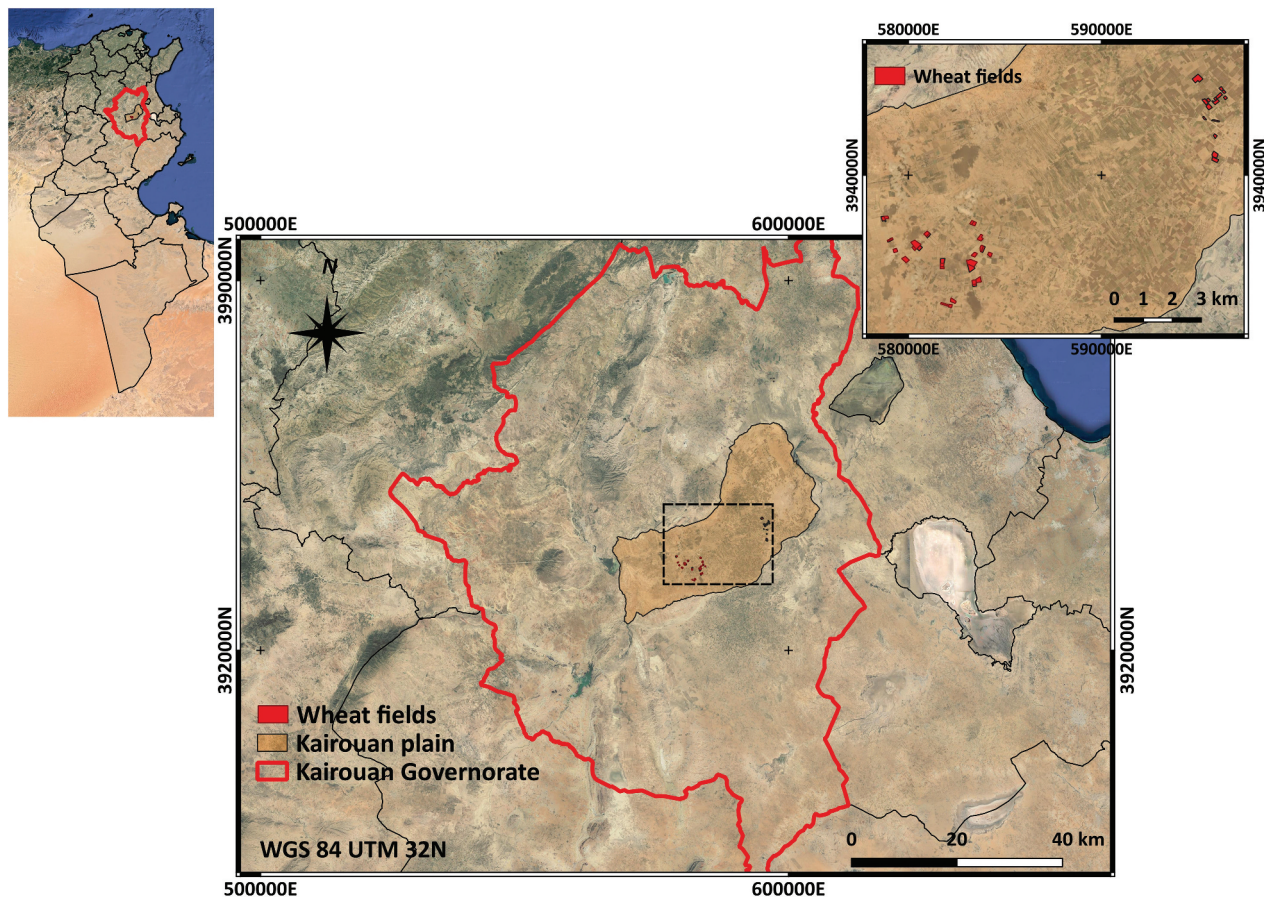 580000E
590000E
Wheat fields
3940000N
3940000N
0 1 2 3 km
580000E
590000E
500000E
600000E
3990000N
N
3920000N
3920000N
Wheat fields
Kairouan plain
Kairouan Governorate
0 20 40 km
WGS 84 UTM 32N
500000E
600000E